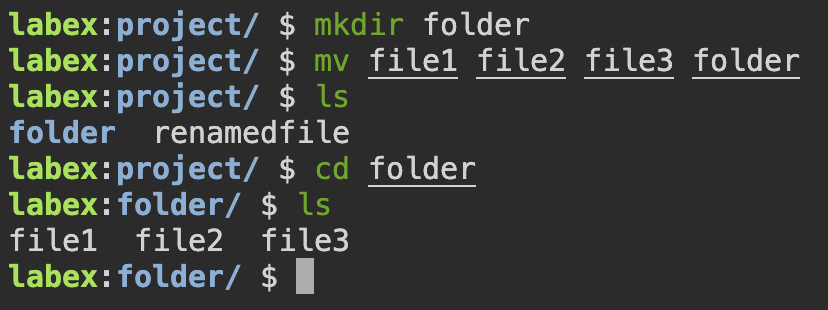 labex:project/ $ mkdir folder
labex:project/ $ mv file1 file2 file3 folder
labex:project/ $ ls
folder  renamedfile
labex:project/ $ cd folder
labex:folder/ $ ls
file1  file2  file3
labex:folder/ $